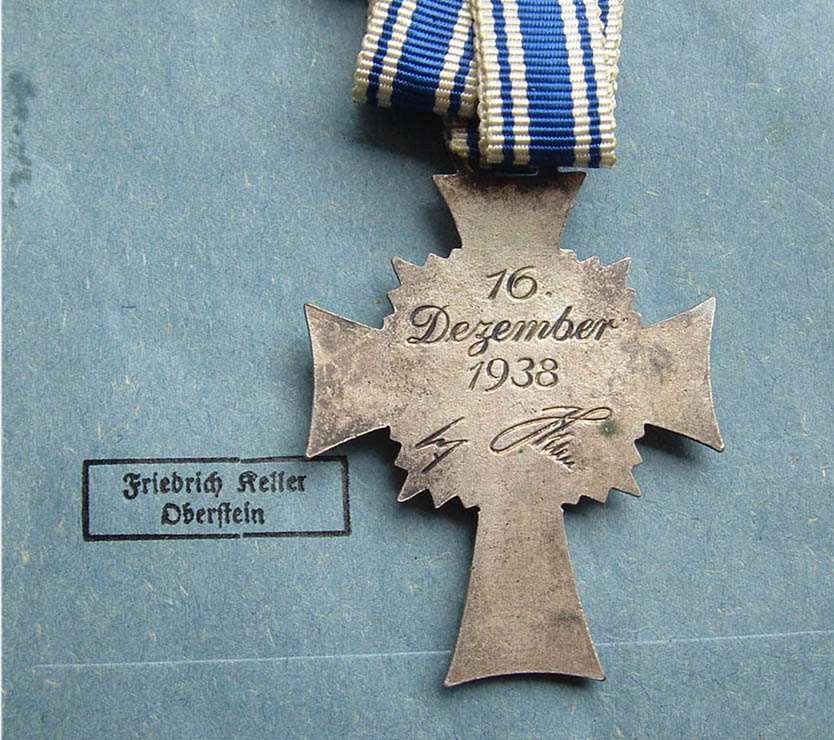 16.
Dezember
1938
Friedrich Keller
Oberstein